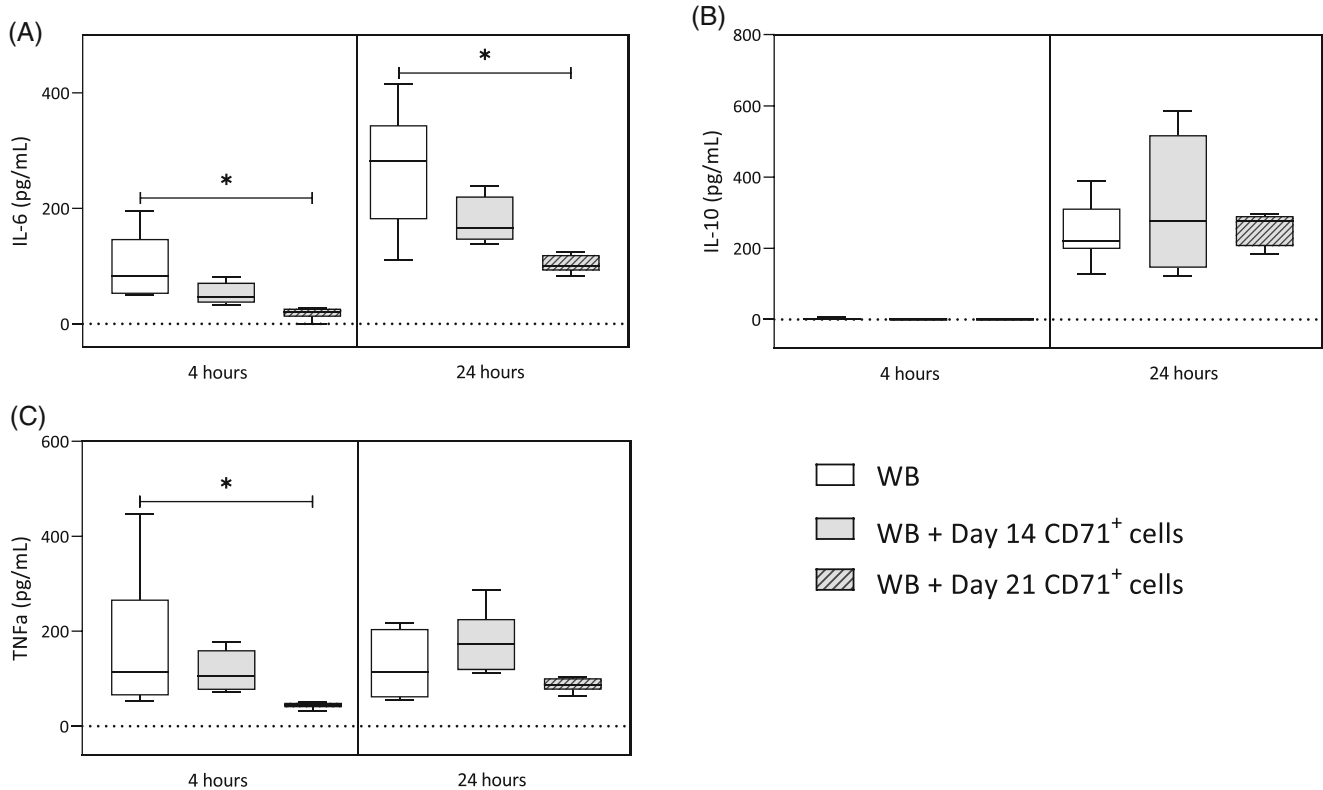 (A)
IL-6 (pg/mL)
400
200
0
*
*
4 hours
24 hours
(B)
IL-10 (pg/mL)
800
600
400
200
0
4 hours
24 hours
(C)
TNFa (pg/mL)
600
400
200
0
*
4 hours
24 hours
WB
WB + Day 14 CD71⁺ cells
WB + Day 21 CD71⁺ cells